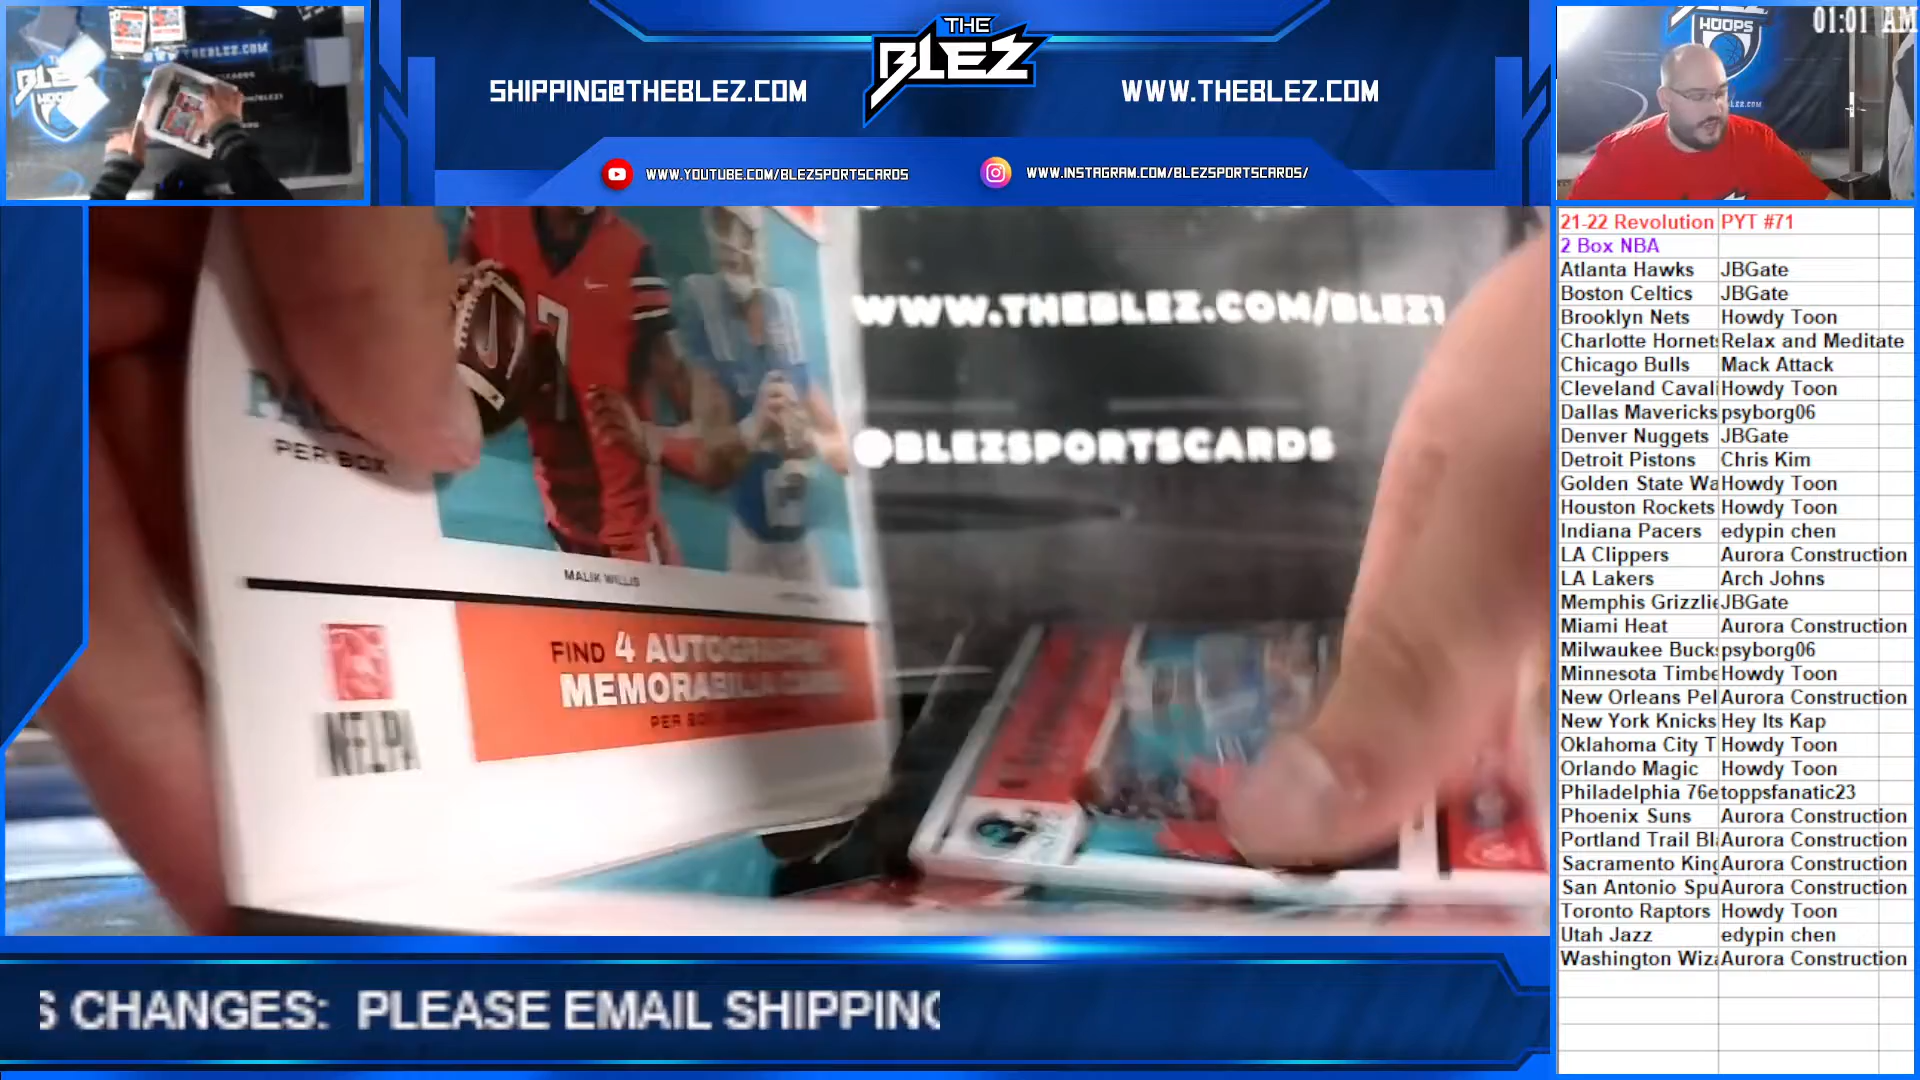 THE
BLEZ
HOOPS
01:01 AM
SHIPPING@THEBLEZ.COM
WWW.THEBLEZ.COM
WWW.YOUTUBE.COM/BLEZSPORTSCARDS
WWW.INSTAGRAM.COM/BLEZSPORTSCARDS/
WWW.THEBLEZ.COM/BLEZ1
@BLEZSPORTSCARDS
PER BOX
7
MALIK WILLIS
NFLPA
FIND 4 AUTOGRAPH
MEMORABILIA
PER BOX
21-22 Revolution PYT #71
2 Box NBA
Atlanta Hawks JBGate
Boston Celtics JBGate
Brooklyn Nets Howdy Toon
Charlotte Hornets Relax and Meditate
Chicago Bulls Mack Attack
Cleveland Cavali Howdy Toon
Dallas Mavericks psyborg06
Denver Nuggets JBGate
Detroit Pistons Chris Kim
Golden State Wa Howdy Toon
Houston Rockets Howdy Toon
Indiana Pacers edypin chen
LA Clippers Aurora Construction
LA Lakers Arch Johns
Memphis Grizzlie JBGate
Miami Heat Aurora Construction
Milwaukee Bucks psyborg06
Minnesota Timbe Howdy Toon
New Orleans Pel Aurora Construction
New York Knicks Hey Its Kap
Oklahoma City T Howdy Toon
Orlando Magic Howdy Toon
Philadelphia 76e toppsfanatic23
Phoenix Suns Aurora Construction
Portland Trail Bl Aurora Construction
Sacramento King Aurora Construction
San Antonio Spu Aurora Construction
Toronto Raptors Howdy Toon
Utah Jazz edypin chen
Washington Wiz Aurora Construction
S CHANGES: PLEASE EMAIL SHIPPING